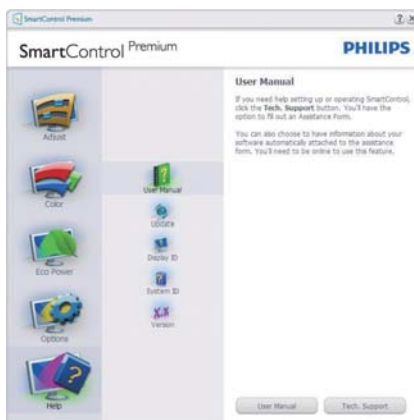 SmartControl Premium
SmartControl Premium
PHILIPS
Adjust
Color
Eco Power
Options
Help
User Manual
Update
Display ID
System ID
Version
User Manual
If you need help setting up or operating SmartControl,
click the Tech. Support button. You'll have the
option to fill out an Assistance Form.
You can also choose to have information about your
software automatically attached to the assistance
form. You'll need to be online to use this feature.
User Manual
Tech. Support